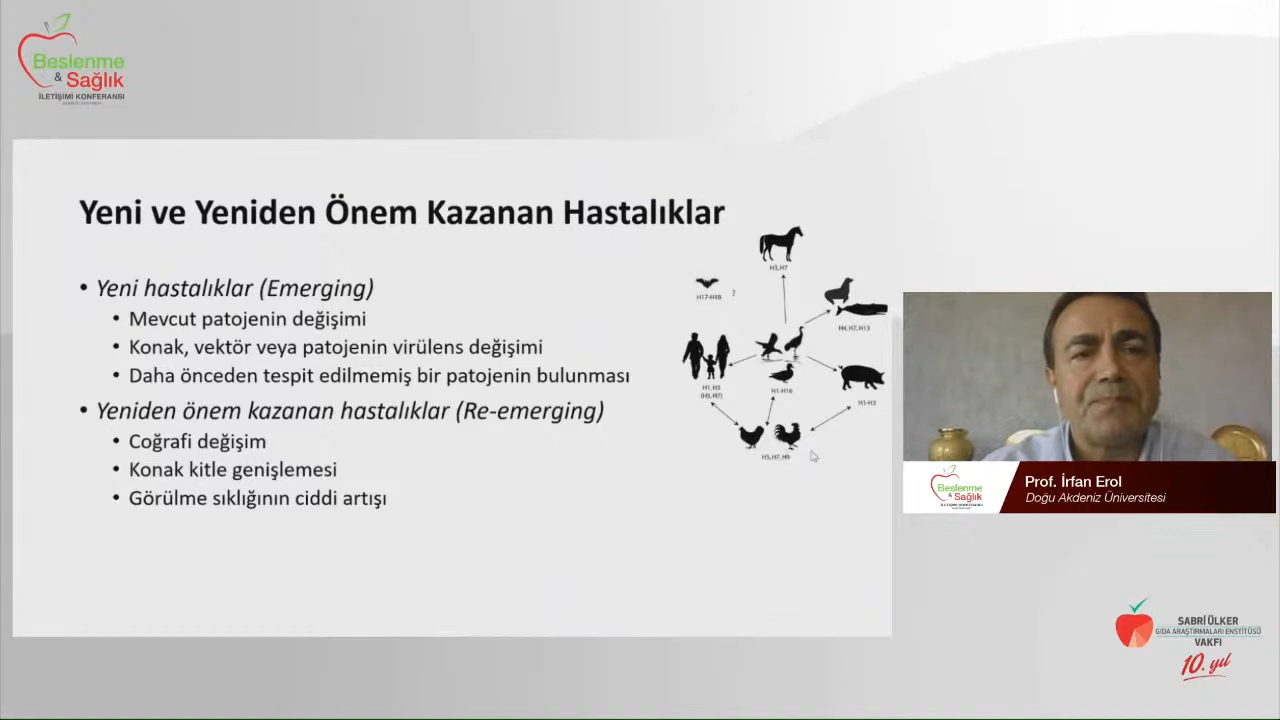 Beslenme
& Sağlık
İLETİŞİMİ KONFERANSI
Yeni ve Yeniden Önem Kazanan Hastalıklar
• Yeni hastalıklar (Emerging)
• Mevcut patojenin değişimi
• Konak, vektör veya patojenin virülens değişimi
• Daha önceden tespit edilmemiş bir patojenin bulunması
• Yeniden önem kazanan hastalıklar (Re-emerging)
• Coğrafi değişim
• Konak kitle genişlemesi
• Görülme sıklığının ciddi artışı
H3,H7
H17-H18 ?
H4, H7, H13
H1, H3
(H5, H7)
H1-H16
H1-H3
H5, H7, H9
Beslenme
& Sağlık
Prof. İrfan Erol
Doğu Akdeniz Üniversitesi
SABRİ ÜLKER
GIDA ARAŞTIRMALARI ENSTİTÜSÜ
VAKFI
10. yıl